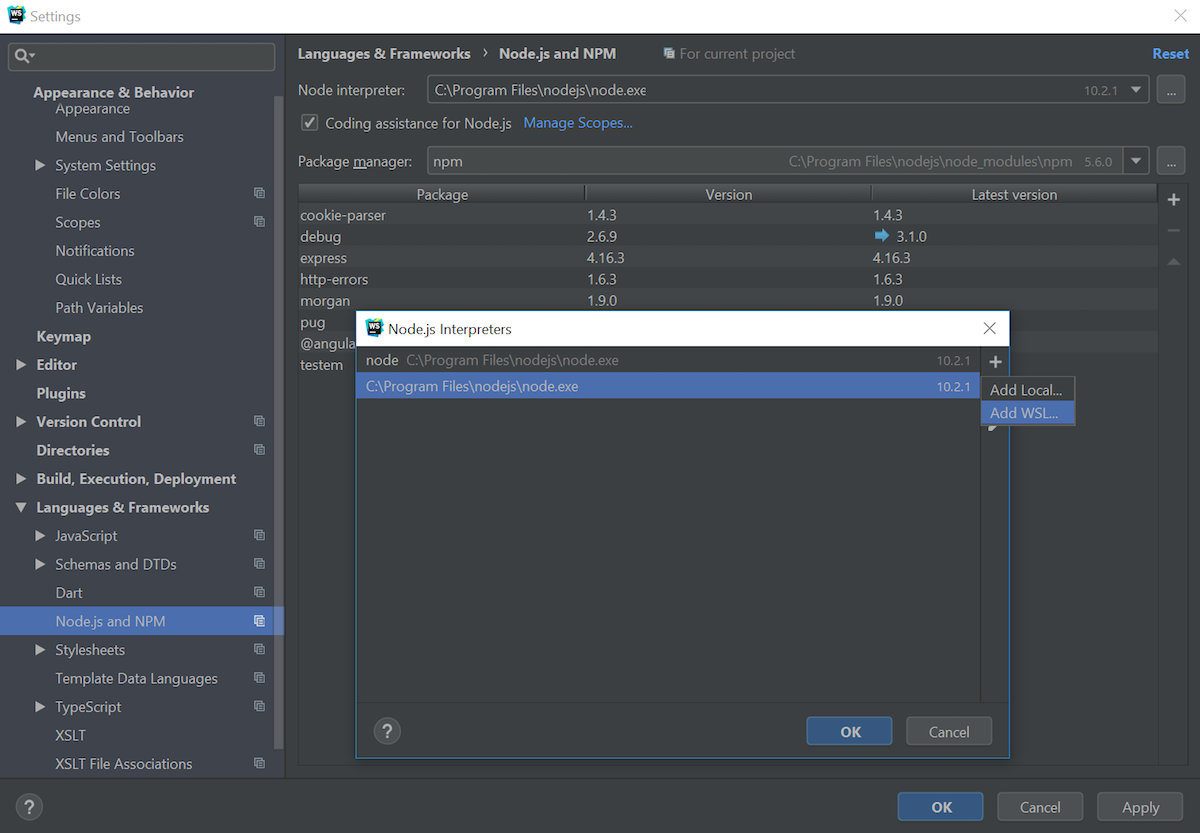 Settings
Languages & Frameworks › Node.js and NPM For current project Reset
Node interpreter: C:\Program Files\nodejs\node.exe 10.2.1 ...
Coding assistance for Node.js Manage Scopes...
Package manager: npm C:\Program Files\nodejs\node_modules\npm 5.6.0 ...
Package Version Latest version
cookie-parser 1.4.3 1.4.3
debug 2.6.9 3.1.0
express 4.16.3 4.16.3
http-errors 1.6.3 1.6.3
morgan 1.9.0 1.9.0
pug
@angula
testem
Appearance & Behavior
Appearance
Menus and Toolbars
System Settings
File Colors
Scopes
Notifications
Quick Lists
Path Variables
Keymap
Editor
Plugins
Version Control
Directories
Build, Execution, Deployment
Languages & Frameworks
JavaScript
Schemas and DTDs
Dart
Node.js and NPM
Stylesheets
Template Data Languages
TypeScript
XSLT
XSLT File Associations
WS Node.js Interpreters
node C:\Program Files\nodejs\node.exe 10.2.1
C:\Program Files\nodejs\node.exe 10.2.1
Add Local...
Add WSL...
? OK Cancel
? OK Cancel Apply